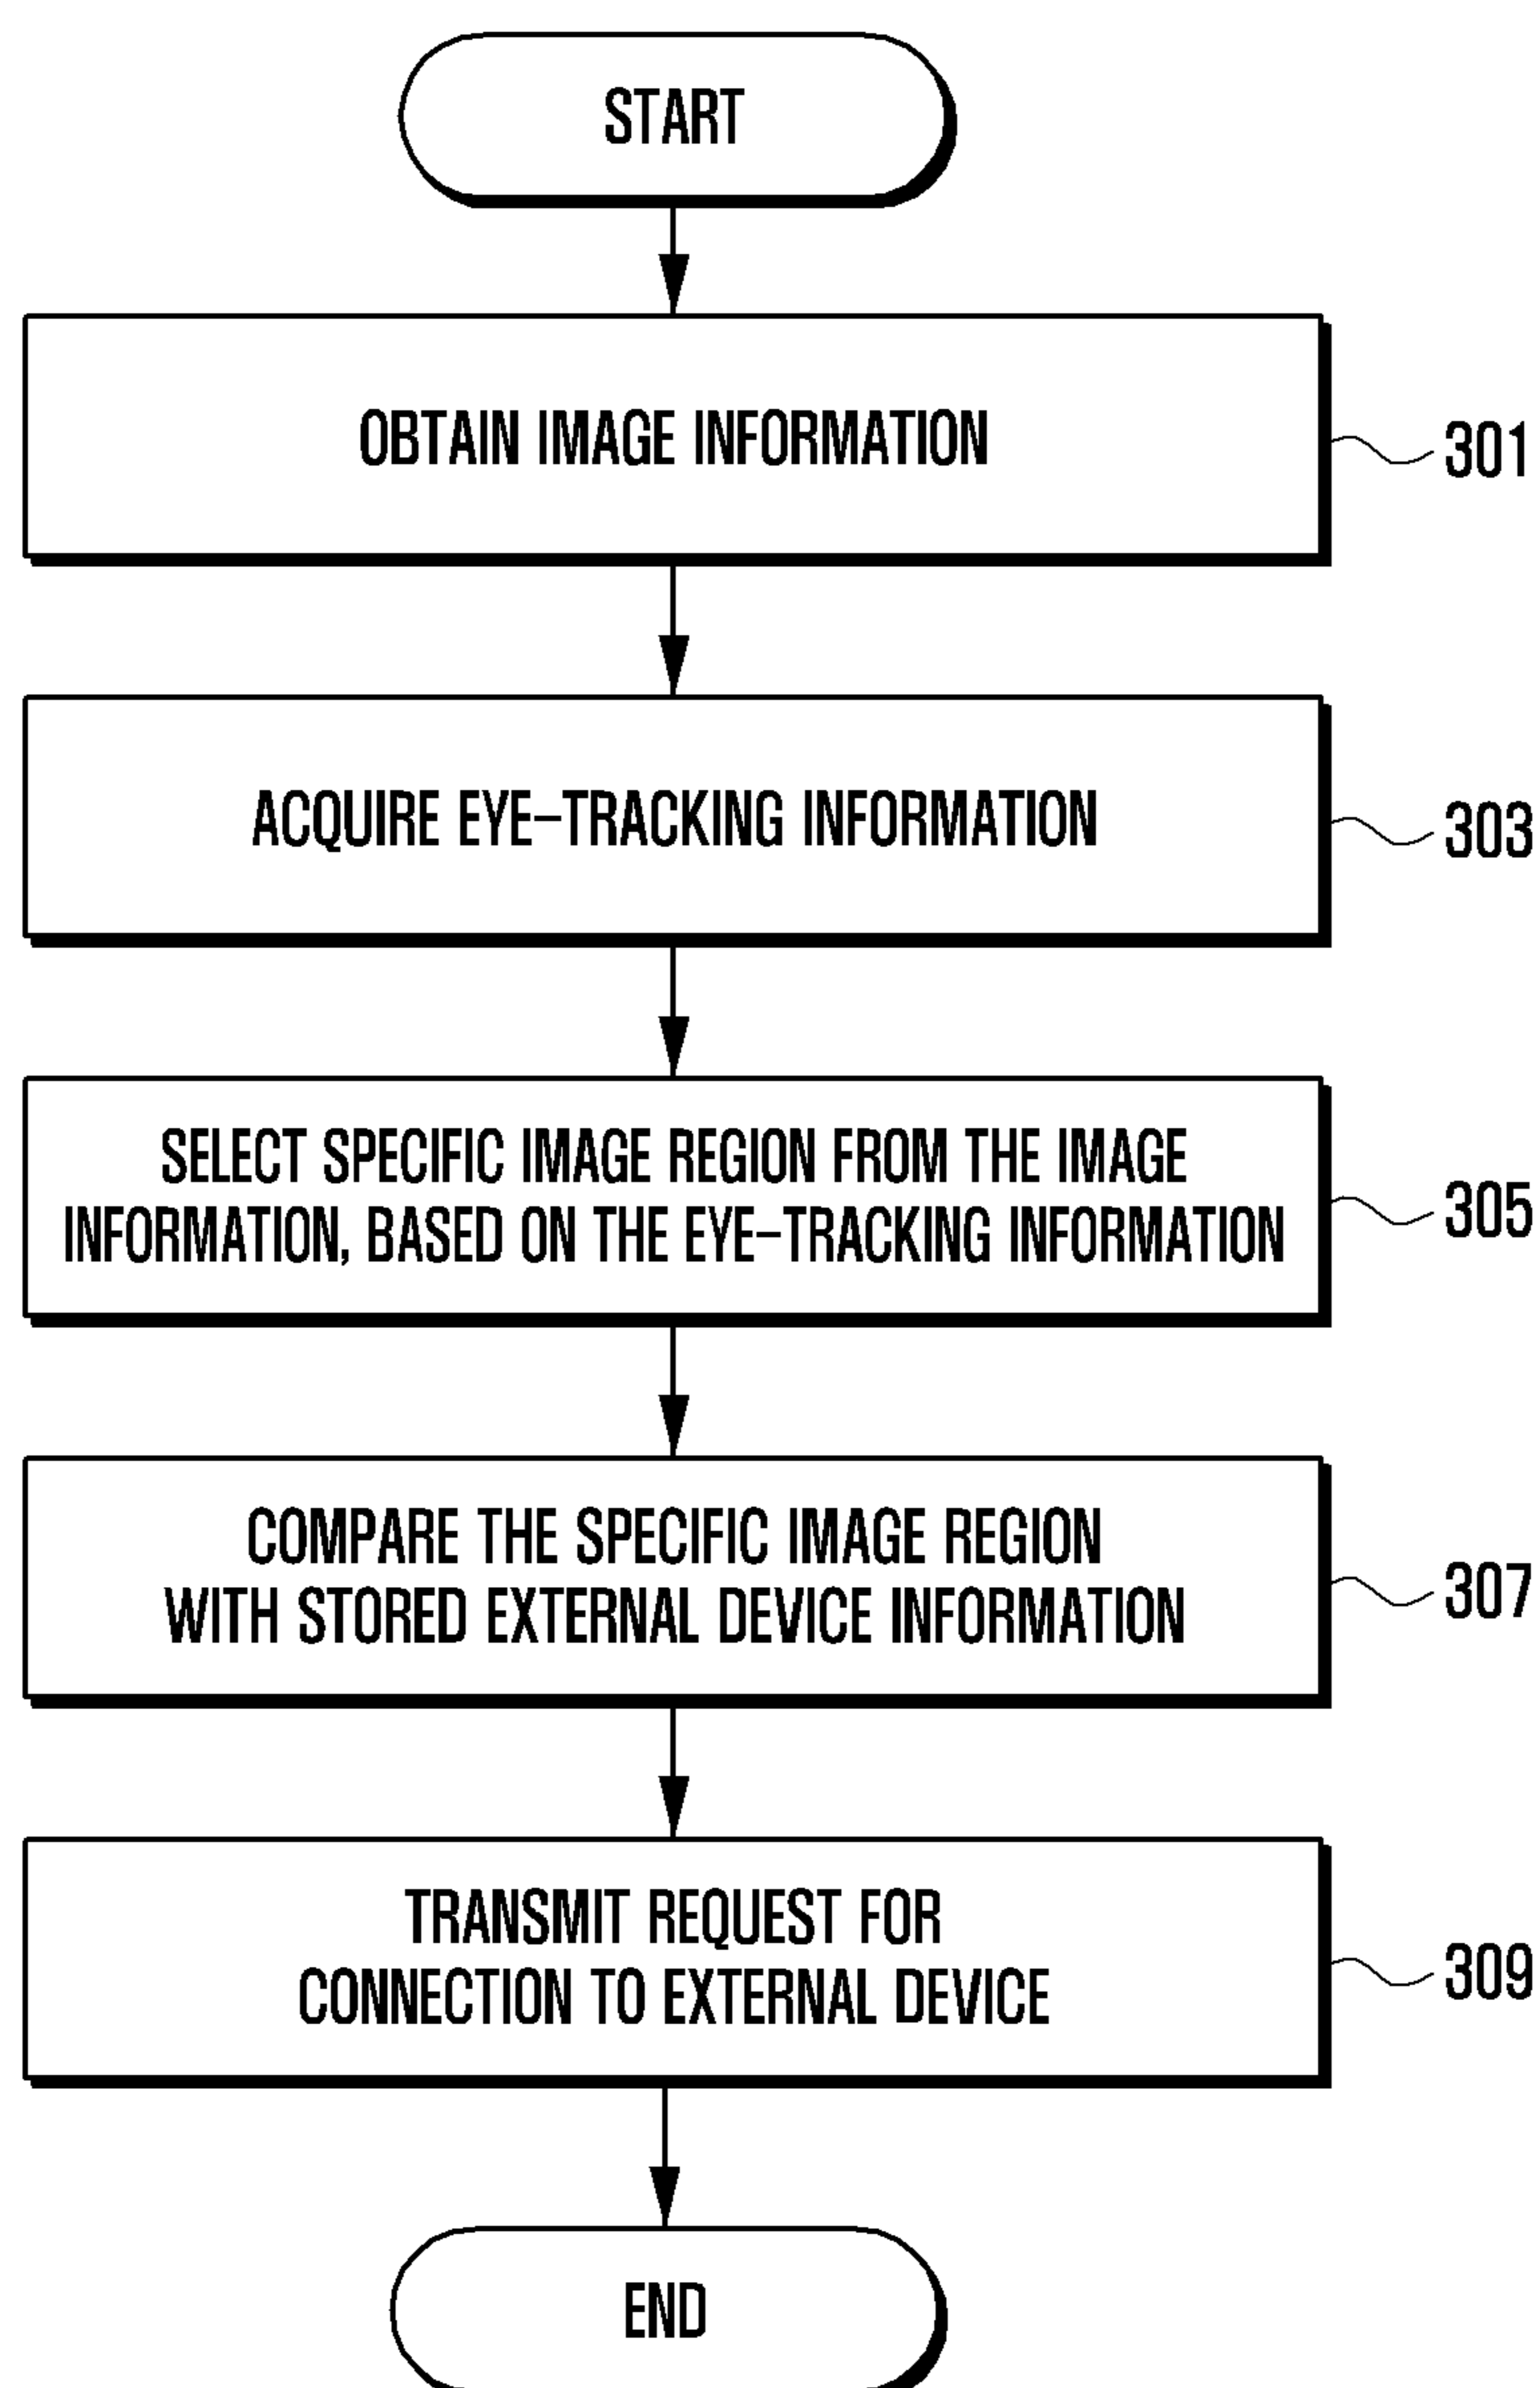 START
OBTAIN IMAGE INFORMATION
301
ACQUIRE EYE-TRACKING INFORMATION
303
SELECT SPECIFIC IMAGE REGION FROM THE IMAGE
INFORMATION, BASED ON THE EYE-TRACKING INFORMATION
305
COMPARE THE SPECIFIC IMAGE REGION
WITH STORED EXTERNAL DEVICE INFORMATION
307
TRANSMIT REQUEST FOR
CONNECTION TO EXTERNAL DEVICE
309
END